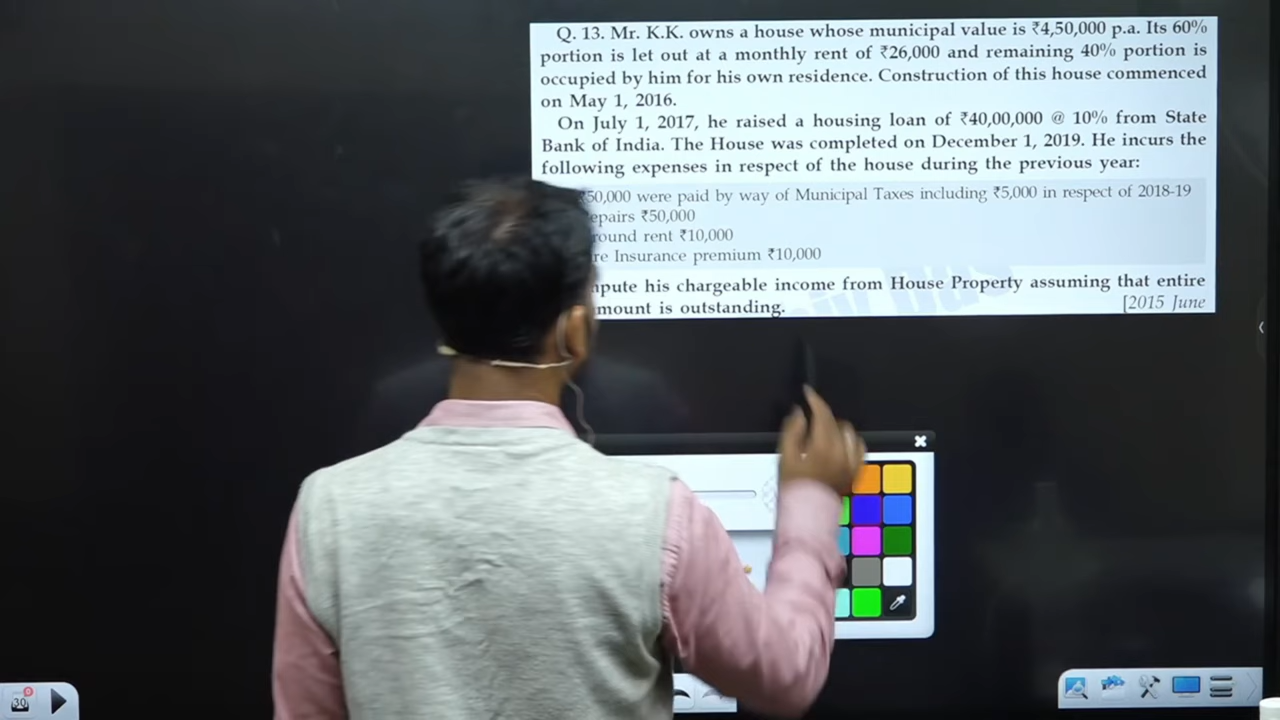 Q. 13. Mr. K.K. owns a house whose municipal value is ₹4,50,000 p.a. Its 60%
portion is let out at a monthly rent of ₹26,000 and remaining 40% portion is
occupied by him for his own residence. Construction of this house commenced
on May 1, 2016.
On July 1, 2017, he raised a housing loan of ₹40,00,000 @ 10% from State
Bank of India. The House was completed on December 1, 2019. He incurs the
following expenses in respect of the house during the previous year:
₹50,000 were paid by way of Municipal Taxes including ₹5,000 in respect of 2018-19
epairs ₹50,000
round rent ₹10,000
re Insurance premium ₹10,000
pute his chargeable income from House Property assuming that entire
mount is outstanding. [2015 June
30